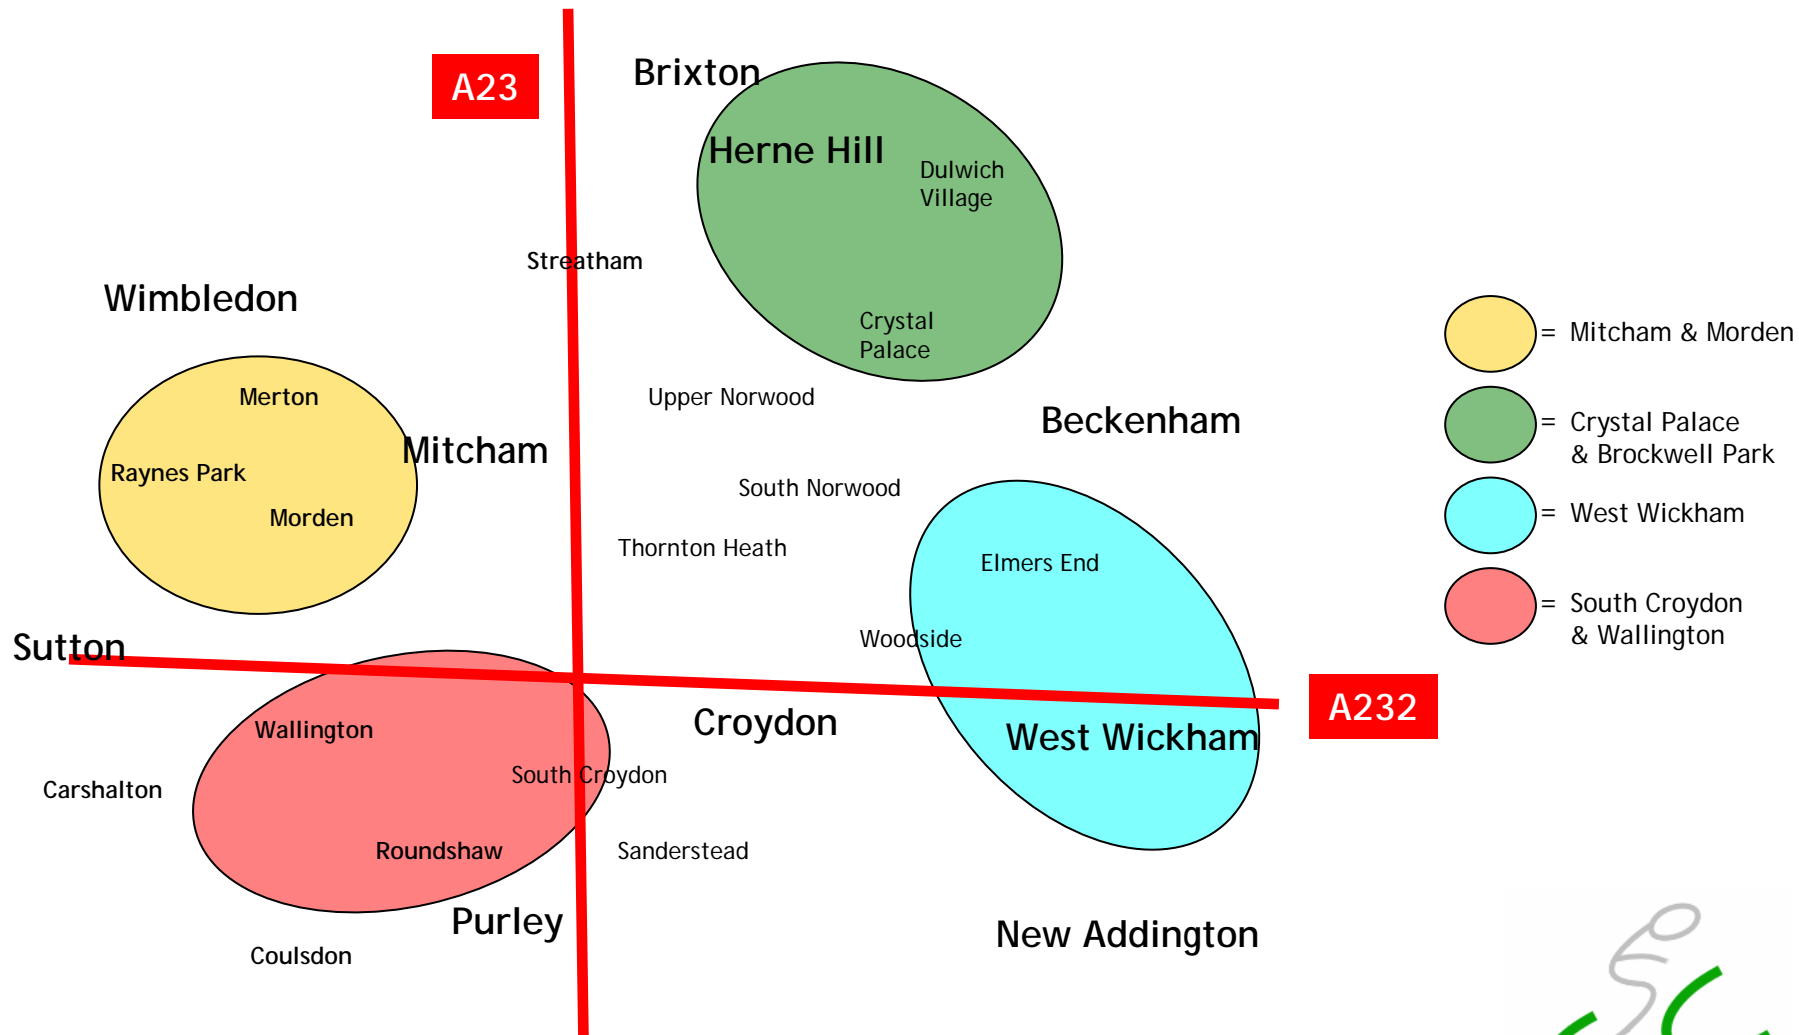 A23
Brixton
Herne Hill
Dulwich
Village
Streatham
Wimbledon
Crystal
Palace
Merton
Upper Norwood
Mitcham
Beckenham
Raynes Park
South Norwood
Morden
Thornton Heath
Elmers End
Sutton
Woodside
A232
Wallington
Croydon
West Wickham
Carshalton
South Croydon
Roundshaw
Sanderstead
Purley
New Addington
Coulsdon
= Mitcham & Morden
= Crystal Palace
& Brockwell Park
= West Wickham
= South Croydon
& Wallington